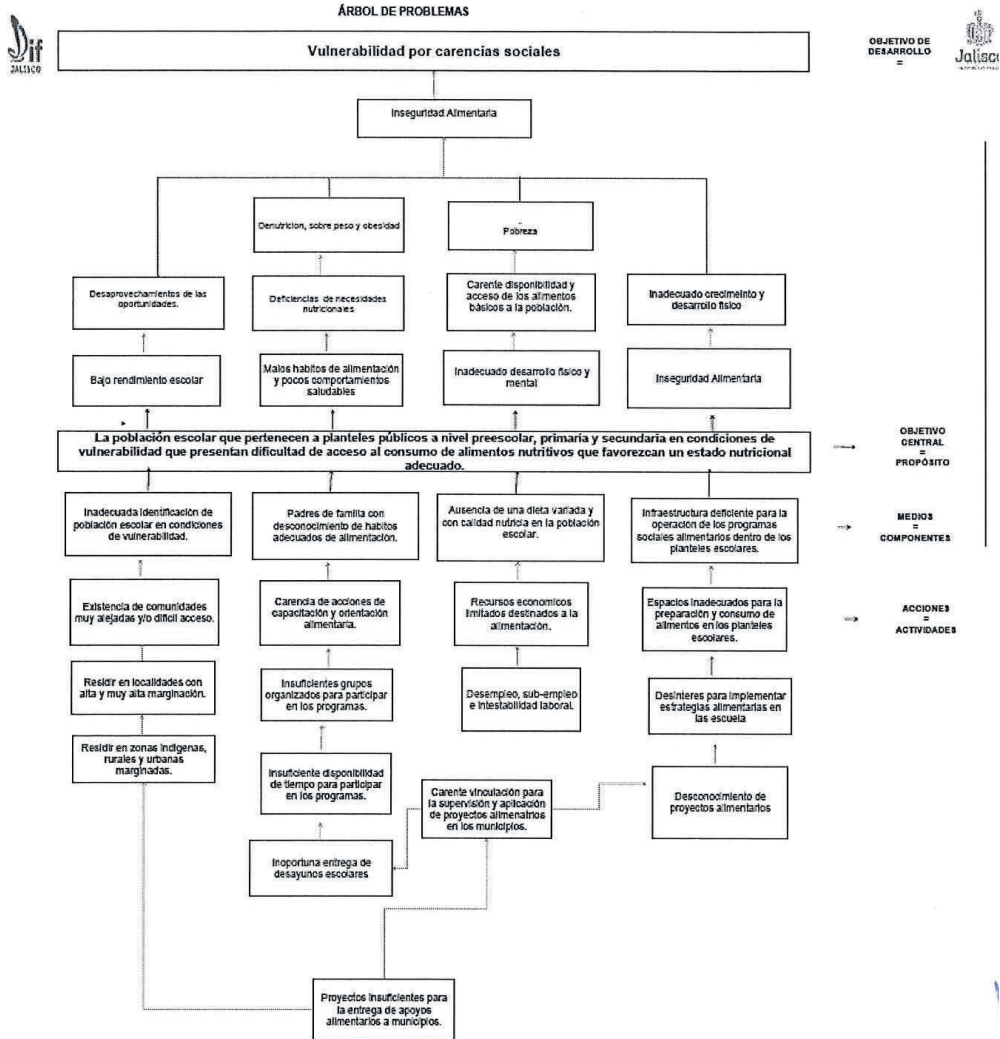 ÁRBOL DE PROBLEMAS
Dif
JALISCO
Vulnerabilidad por carencias sociales
OBJETIVO DE
DESARROLLO
=
Jalisco
Inseguridad Alimentaria
Denutricion, sobre peso y obesidad
Pobreza
Desaprovechamientos de las
oportunidades.
Deficiencias de necesidades
nutricionales
Carente disponibilidad y
acceso de los alimentos
básicos a la población.
Inadecuado crecimeinto y
desarrollo fisico
Bajo rendimiento escolar
Malos habitos de alimentación
y pocos comportamientos
saludables
Inadecuado desarrollo fisico y
mental
Inseguridad Alimentaria
La población escolar que pertenecen a planteles públicos a nivel preescolar, primaria y secundaria en condiciones de
vulnerabilidad que presentan dificultad de acceso al consumo de alimentos nutritivos que favorezcan un estado nutricional
adecuado.
OBJETIVO
CENTRAL
=
PROPÓSITO
Inadecuada identificación de
población escolar en condiciones
de vulnerabilidad.
Padres de familia con
desconocimiento de habitos
adecuados de alimentación.
Ausencia de una dieta variada y
con calidad nutricia en la población
escolar.
Infraestructura deficiente para la
operación de los programas
sociales alimentarios dentro de los
planteles escolares.
MEDIOS
=
COMPONENTES
Existencia de comunidades
muy alejadas y/o dificil acceso.
Carencia de acciones de
capacitación y orientación
alimentaria.
Recursos economicos
limitados destinados a la
alimentación.
Espacios inadecuados para la
preparación y consumo de
alimentos en los planteles
escolares.
ACCIONES
=
ACTIVIDADES
Residir en localidades con
alta y muy alta marginación.
Insuficientes grupos
organizados para participar
en los programas.
Desempleo, sub-empleo
e intestabilidad laboral.
Desinteres para implementar
estrategias alimentarias en
las escuela
Residir en zonas indigenas,
rurales y urbanas
marginadas.
Insuficiente disponibilidad
de tiempo para participar
en los programas.
Carente vinculación para
la supervisión y aplicación
de proyectos alimenatrios
en los municipios.
Desconocimiento de
proyectos alimentarios
Inoportuna entrega de
desayunos escolares
Proyectos insuficientes para
la entrega de apoyos
alimentarios a municipios.